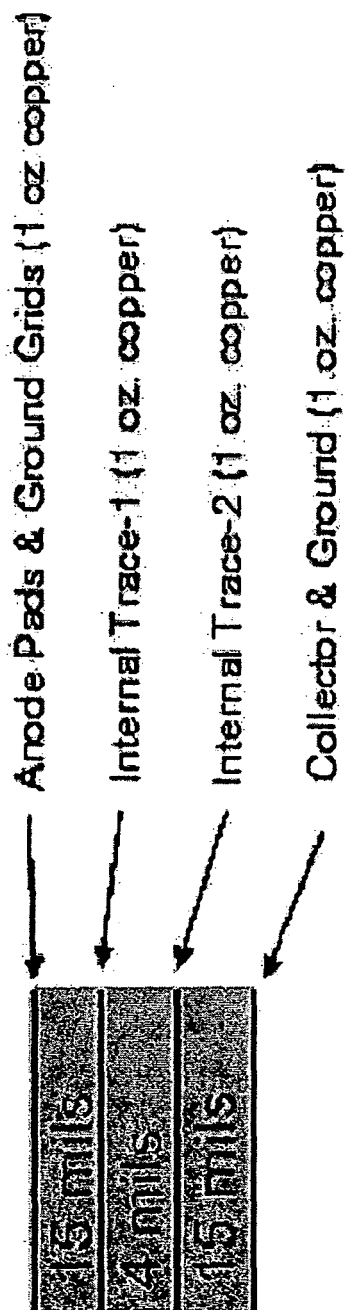 Anode Pads & Ground Grids (1 oz copper)
Internal Trace-1 (1 oz. copper)
Internal Trace-2 (1 oz. copper)
Collector & Ground (1 oz. copper)
15 mils
4 mils
15 mils